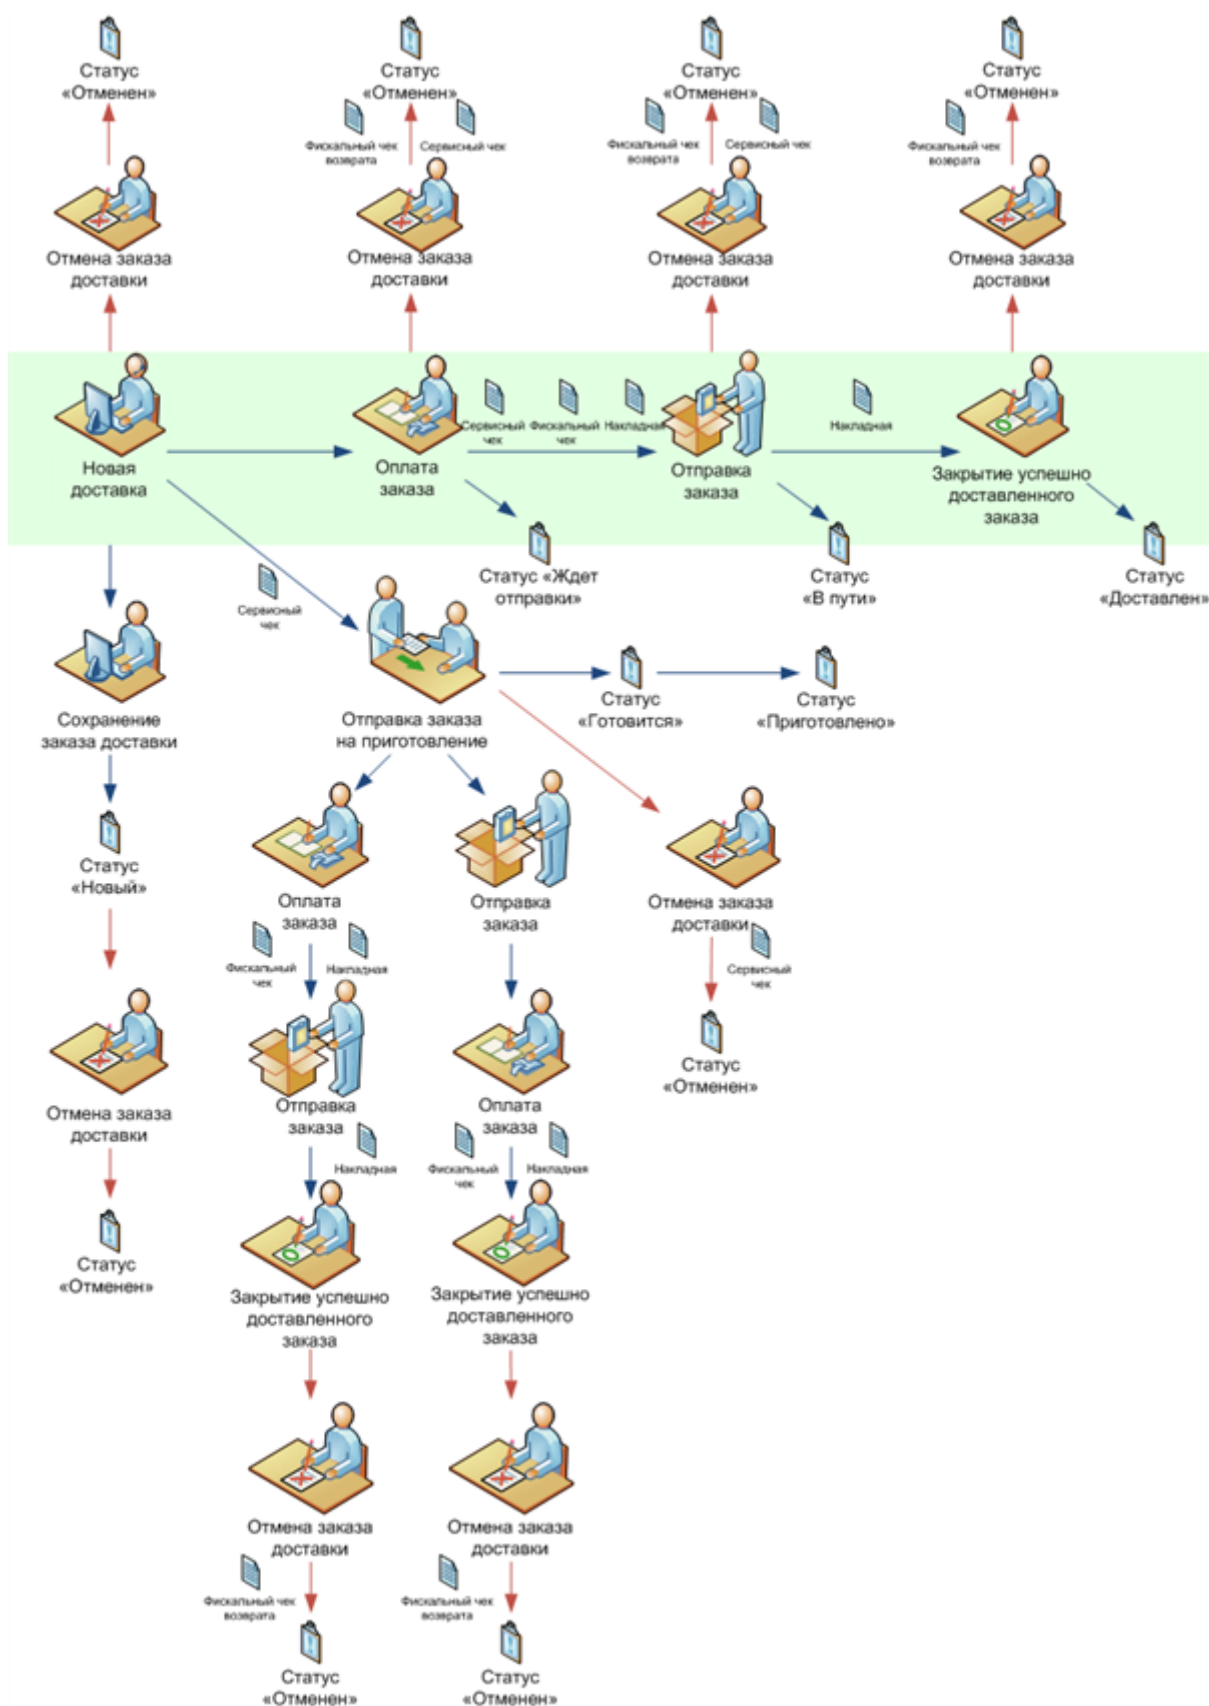 Статус
«Отменен»
Статус
«Отменен»
Статус
«Отменен»
Статус
«Отменен»
Фискальный чек
возврата
Сервисный чек
Фискальный чек
возврата
Сервисный чек
Фискальный чек
возврата
Отмена заказа
доставки
Отмена заказа
доставки
Отмена заказа
доставки
Отмена заказа
доставки
Новая
доставка
Оплата
заказа
Сервисный
чек
Фискальный
чек
Накладная
Отправка
заказа
Накладная
Закрытие успешно
доставленного
заказа
Статус «Ждет
отправки»
Статус
«В пути»
Статус
«Доставлен»
Сервисный
чек
Сохранение
заказа доставки
Отправка заказа
на приготовление
Статус
«Готовится»
Статус
«Приготовлено»
Статус
«Новый»
Оплата
заказа
Отправка
заказа
Отмена заказа
доставки
Фискальный
чек
Накладная
Сервисный
чек
Отмена заказа
доставки
Отправка
заказа
Оплата
заказа
Статус
«Отменен»
Накладная
Фискальный
чек
Накладная
Статус
«Отменен»
Закрытие успешно
доставленного
заказа
Закрытие успешно
доставленного
заказа
Отмена заказа
доставки
Отмена заказа
доставки
Фискальный чек
возврата
Фискальный чек
возврата
Статус
«Отменен»
Статус
«Отменен»